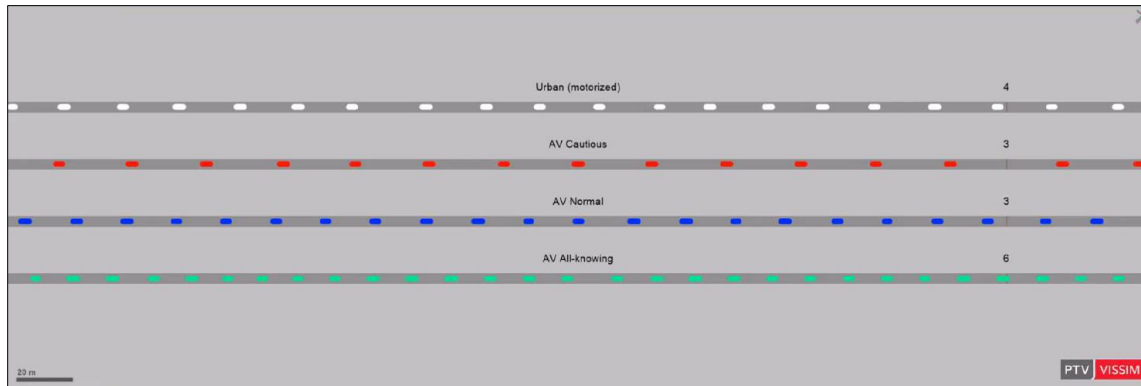 Urban (motorized) 4
AV Cautious 3
AV Normal 3
AV All-knowing 6
20 m
PTV VISSIM